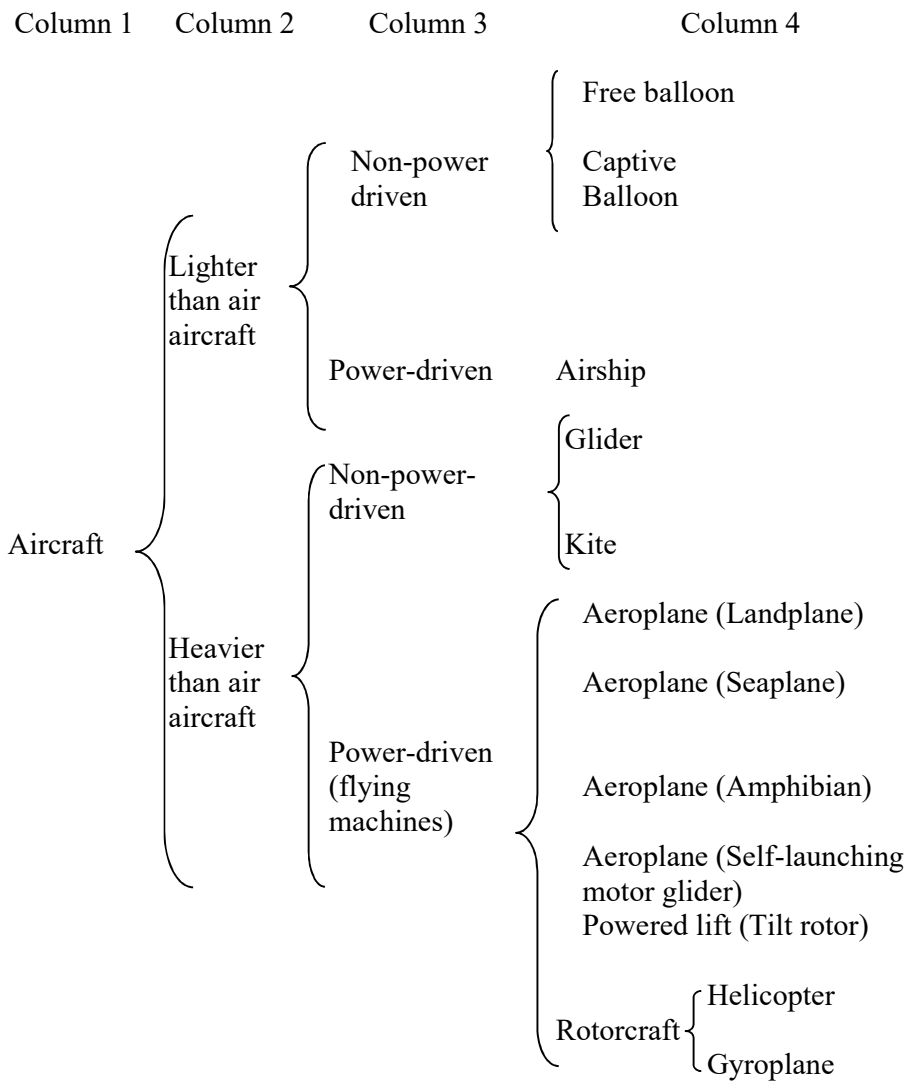 Column 1 Column 2 Column 3 Column 4
Free balloon
Non-power
driven
Captive
Balloon
Lighter
than air
aircraft
Power-driven Airship
Glider
Non-power-
driven
Aircraft
Kite
Aeroplane (Landplane)
Heavier
than air
aircraft
Aeroplane (Seaplane)
Power-driven
(flying
machines)
Aeroplane (Amphibian)
Aeroplane (Self-launching
motor glider)
Powered lift (Tilt rotor)
Rotorcraft
Helicopter
Gyroplane